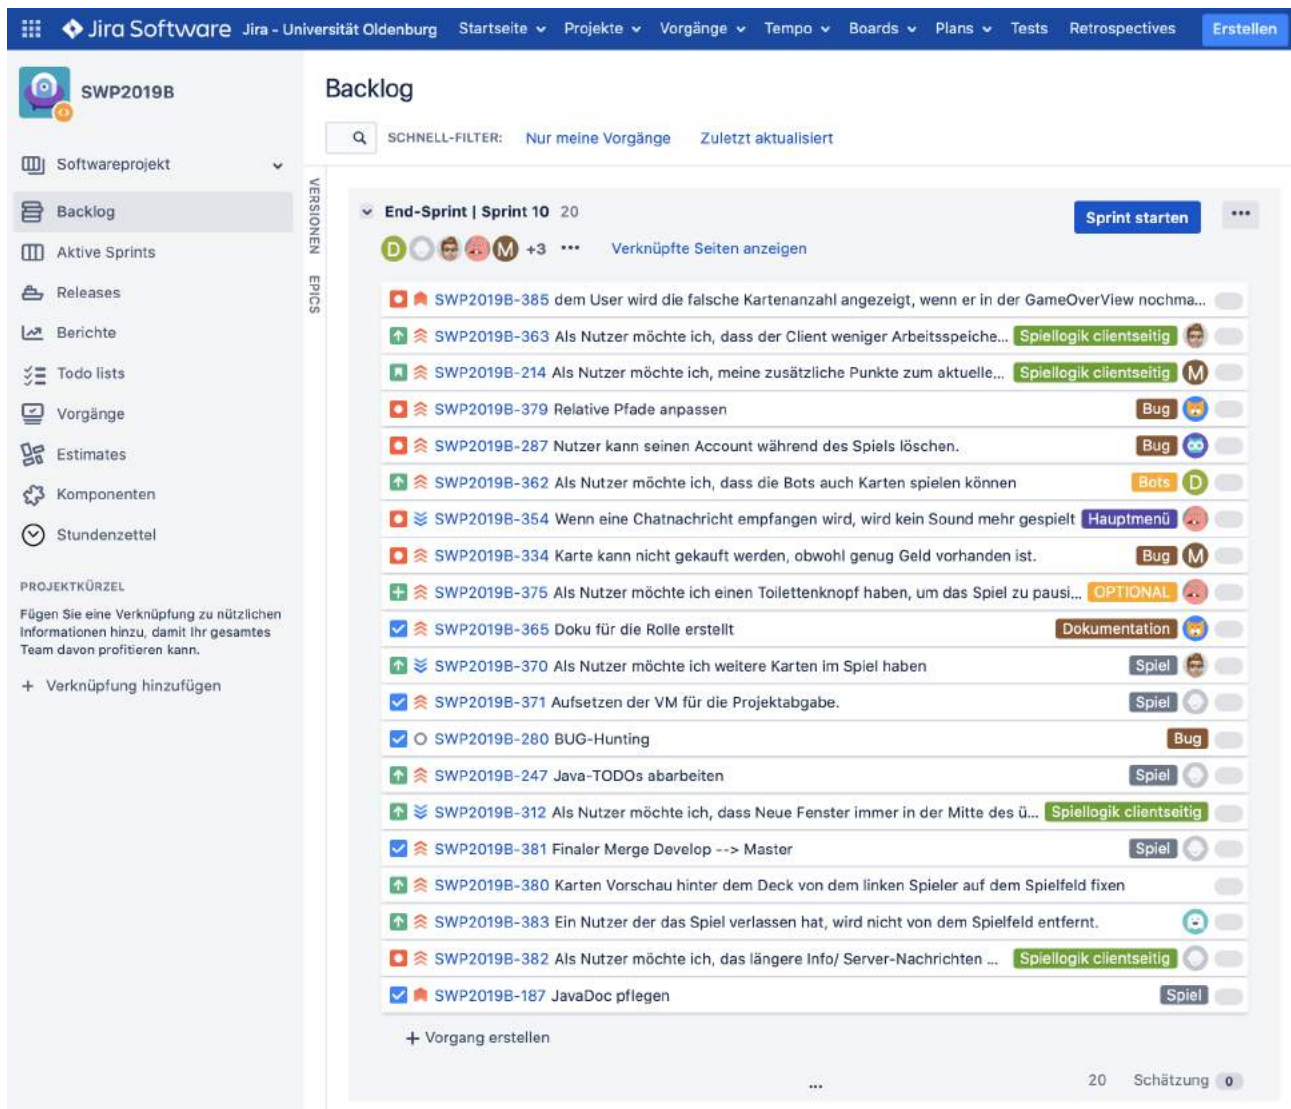 Jira Software Jira - Universität Oldenburg Startseite Projekte Vorgänge Tempo Boards Plans Tests Retrospectives Erstellen
SWP2019B
Softwareprojekt
Backlog
Aktive Sprints
Releases
Berichte
Todo lists
Vorgänge
Estimates
Komponenten
Stundenzettel
PROJEKTKÜRZEL
Fügen Sie eine Verknüpfung zu nützlichen
Informationen hinzu, damit Ihr gesamtes
Team davon profitieren kann.
+ Verknüpfung hinzufügen
Backlog
SCHNELL-FILTER: Nur meine Vorgänge Zuletzt aktualisiert
VERSIONEN
EPICS
End-Sprint | Sprint 10 20
Sprint starten
D M +3 ••• Verknüpfte Seiten anzeigen
SWP2019B-385 dem User wird die falsche Kartenanzahl angezeigt, wenn er in der GameOverView nochma...
SWP2019B-363 Als Nutzer möchte ich, dass der Client weniger Arbeitsspeiche... Spiellogik clientseitig
SWP2019B-214 Als Nutzer möchte ich, meine zusätzliche Punkte zum aktuelle... Spiellogik clientseitig M
SWP2019B-379 Relative Pfade anpassen Bug
SWP2019B-287 Nutzer kann seinen Account während des Spiels löschen. Bug
SWP2019B-362 Als Nutzer möchte ich, dass die Bots auch Karten spielen können Bots D
SWP2019B-354 Wenn eine Chatnachricht empfangen wird, wird kein Sound mehr gespielt Hauptmenü
SWP2019B-334 Karte kann nicht gekauft werden, obwohl genug Geld vorhanden ist. Bug M
SWP2019B-375 Als Nutzer möchte ich einen Toilettenknopf haben, um das Spiel zu pausi... OPTIONAL
SWP2019B-365 Doku für die Rolle erstellt Dokumentation
SWP2019B-370 Als Nutzer möchte ich weitere Karten im Spiel haben Spiel
SWP2019B-371 Aufsetzen der VM für die Projektabgabe. Spiel
SWP2019B-280 BUG-Hunting Bug
SWP2019B-247 Java-TODOs abarbeiten Spiel
SWP2019B-312 Als Nutzer möchte ich, dass Neue Fenster immer in der Mitte des ü... Spiellogik clientseitig
SWP2019B-381 Finaler Merge Develop --> Master Spiel
SWP2019B-380 Karten Vorschau hinter dem Deck von dem linken Spieler auf dem Spielfeld fixen
SWP2019B-383 Ein Nutzer der das Spiel verlassen hat, wird nicht von dem Spielfeld entfernt.
SWP2019B-382 Als Nutzer möchte ich, das längere Info/ Server-Nachrichten ... Spiellogik clientseitig
SWP2019B-187 JavaDoc pflegen Spiel
+ Vorgang erstellen
... 20 Schätzung 0